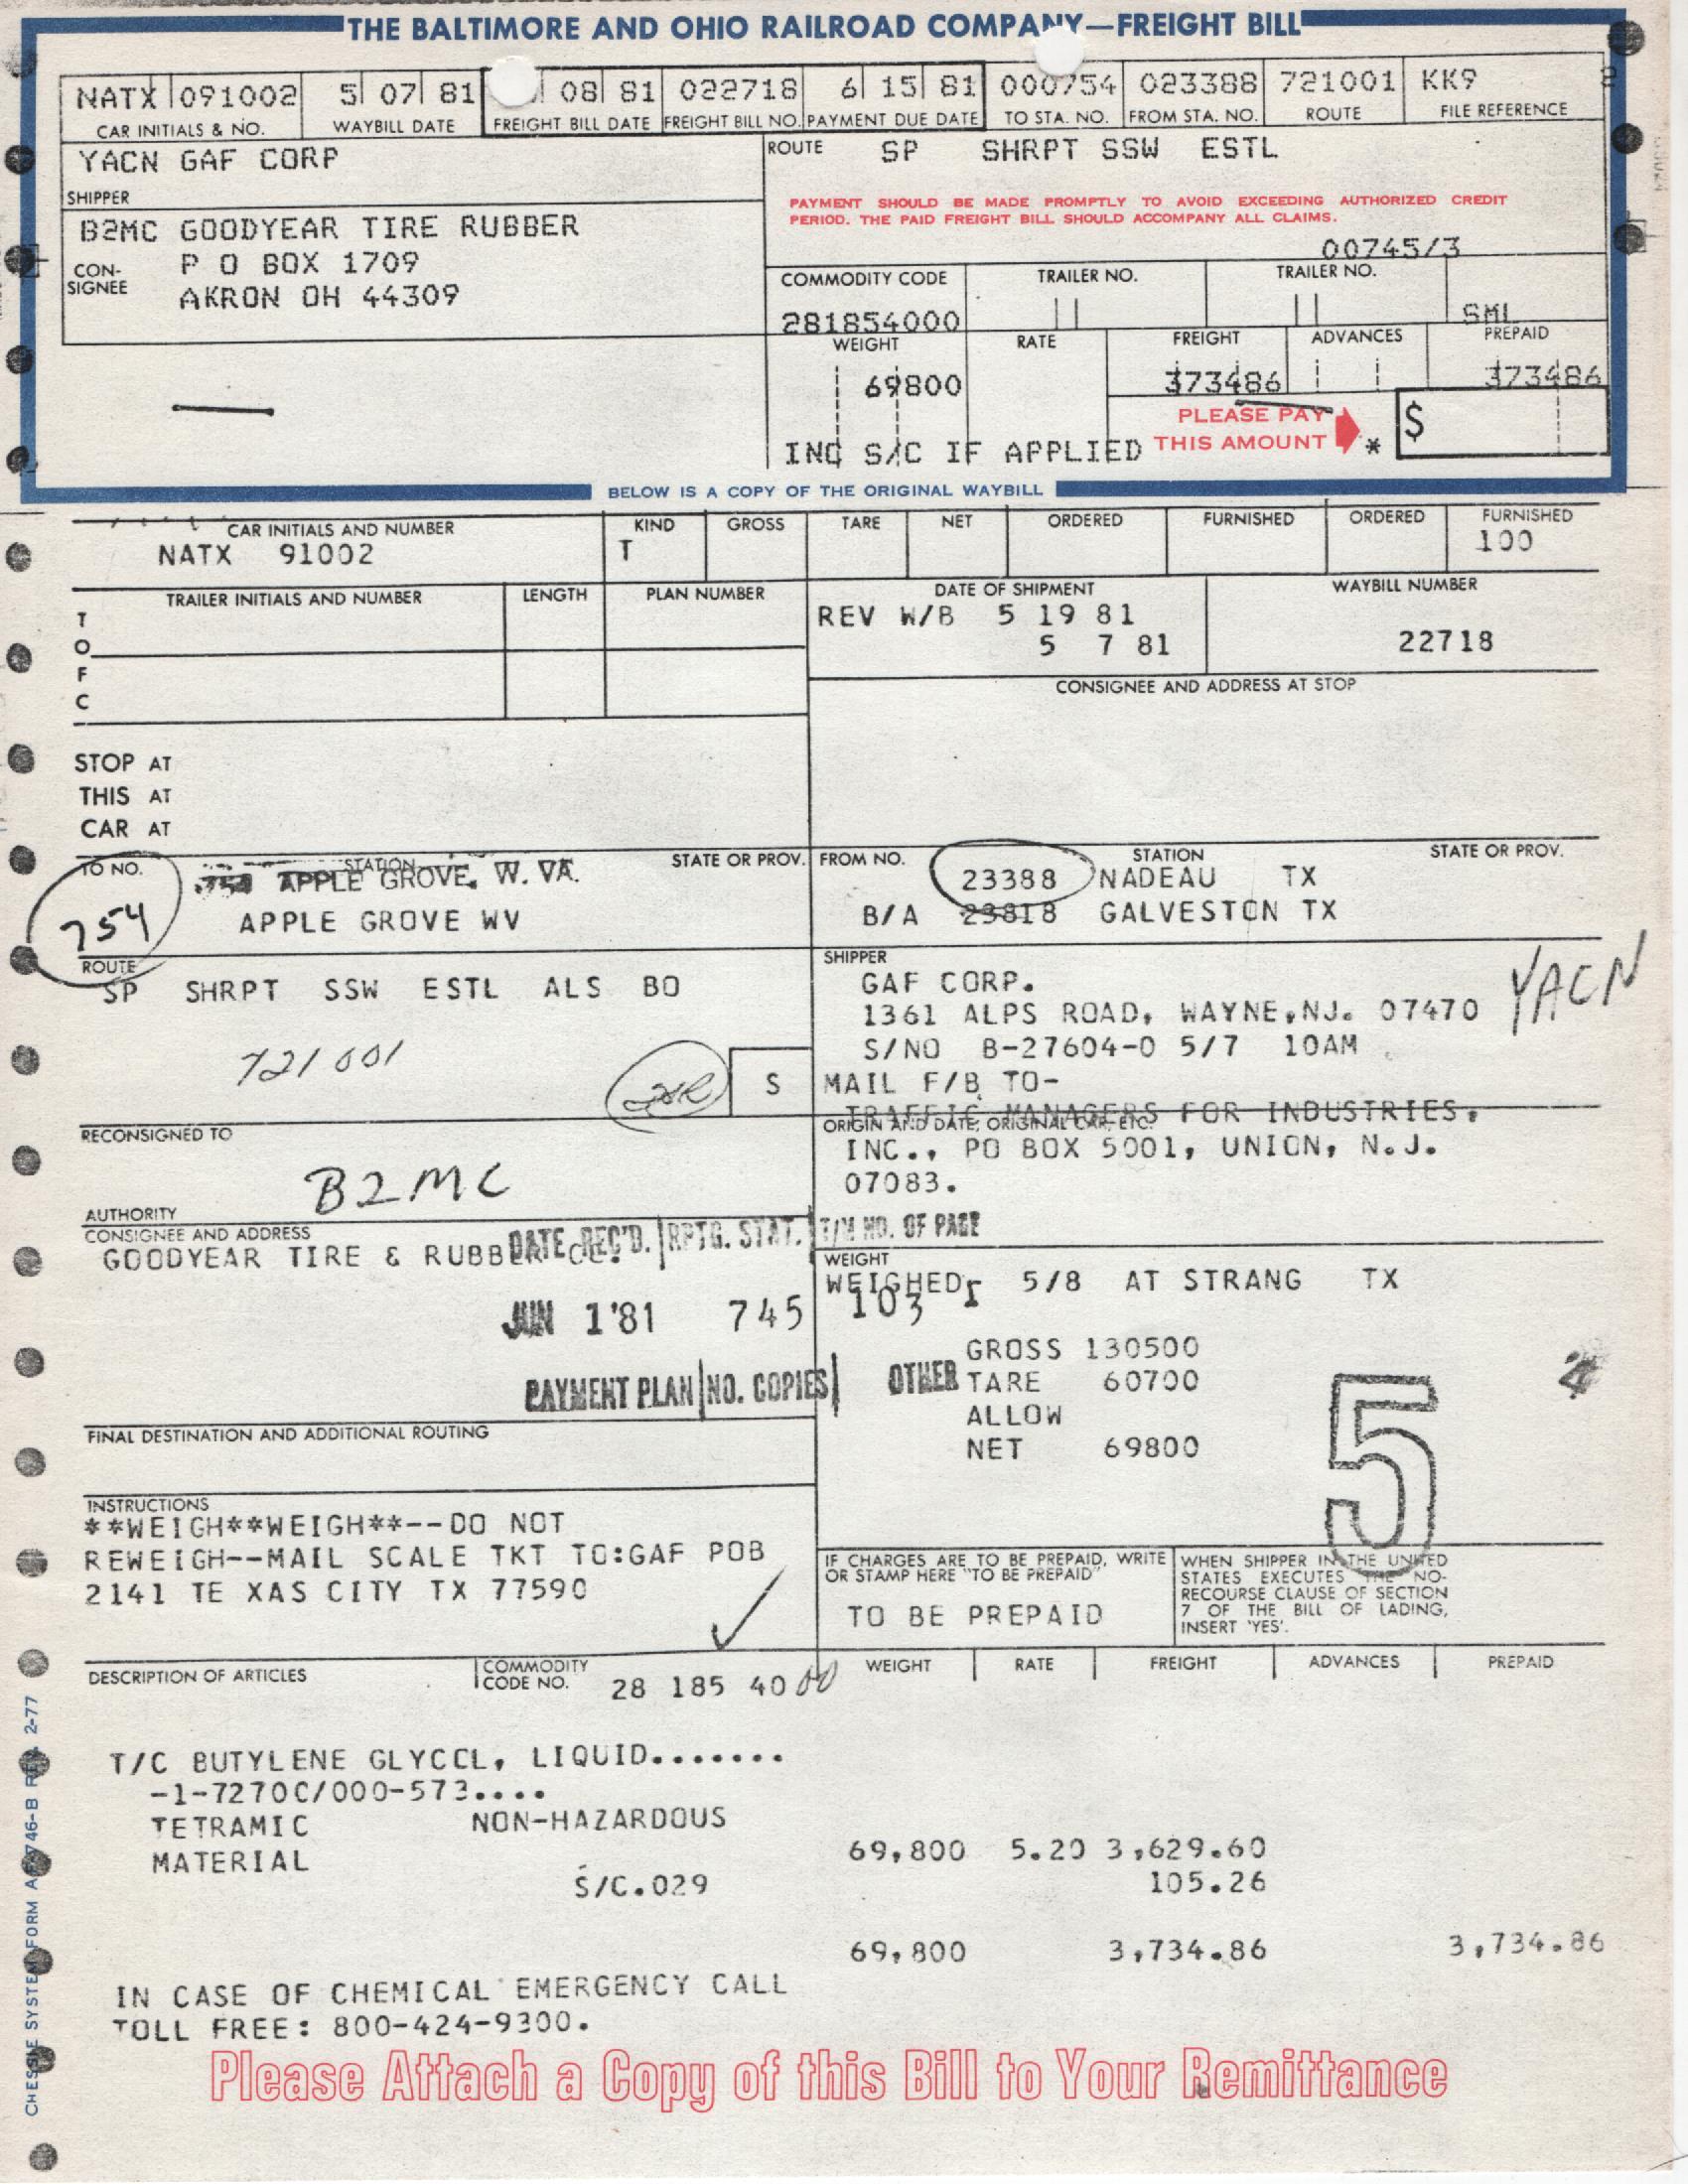 THE BALTIMORE AND OHIO RAILROAD COMPANY—FREIGHT BILL
NATX 091002 5 07 81 08 81 022718 6 15 81 000754 023388 721001 KK9 2
CAR INITIALS & NO. WAYBILL DATE FREIGHT BILL DATE FREIGHT BILL NO. PAYMENT DUE DATE TO STA. NO. FROM STA. NO. ROUTE FILE REFERENCE
YACN GAF CORP
SHIPPER
ROUTE SP SHRPT SSW ESTL
PAYMENT SHOULD BE MADE PROMPTLY TO AVOID EXCEEDING AUTHORIZED CREDIT
PERIOD. THE PAID FREIGHT BILL SHOULD ACCOMPANY ALL CLAIMS.
B2MC GOODYEAR TIRE RUBBER
CON-
SIGNEE
P O BOX 1709
AKRON OH 44309
00745/3
COMMODITY CODE TRAILER NO. TRAILER NO.
281854000 SML
WEIGHT RATE FREIGHT ADVANCES PREPAID
69800 373486 373486
PLEASE PAY
THIS AMOUNT * $
INC S/C IF APPLIED
BELOW IS A COPY OF THE ORIGINAL WAYBILL
CAR INITIALS AND NUMBER KIND GROSS TARE NET ORDERED FURNISHED ORDERED FURNISHED
NATX 91002 T 100
TRAILER INITIALS AND NUMBER LENGTH PLAN NUMBER DATE OF SHIPMENT WAYBILL NUMBER
T
O
F
C
REV W/B 5 19 81
5 7 81 22718
CONSIGNEE AND ADDRESS AT STOP
STOP AT
THIS AT
CAR AT
TO NO. STATION STATE OR PROV. FROM NO. STATION STATE OR PROV.
754 APPLE GROVE, W. VA. 23388 NADEAU TX
754 APPLE GROVE WV B/A 23818 GALVESTON TX
ROUTE
SP SHRPT SSW ESTL ALS BO
721001
S
SHIPPER
GAF CORP. YACN
1361 ALPS ROAD, WAYNE,NJ. 07470
S/NO B-27604-0 5/7 10AM
MAIL F/B TO-
TRAFFIC MANAGERS FOR INDUSTRIES,
ORIGIN AND DATE, ORIGINAL CAR, ETC.
INC., PO BOX 5001, UNION, N.J.
07083.
RECONSIGNED TO
B2MC
AUTHORITY
CONSIGNEE AND ADDRESS
GOODYEAR TIRE & RUBBER CO.
DATE REC'D. RPTG. STAT. T/M NO. OF PAGE
JUN 1 '81 745 103
PAYMENT PLAN NO. COPIES OTHER
WEIGHT
WEIGHED 5/8 AT STRANG TX
GROSS 130500
TARE 60700
ALLOW
NET 69800
5
4
FINAL DESTINATION AND ADDITIONAL ROUTING
INSTRUCTIONS
**WEIGH**WEIGH**--DO NOT
REWEIGH--MAIL SCALE TKT TO:GAF POB
2141 TE XAS CITY TX 77590
IF CHARGES ARE TO BE PREPAID, WRITE
OR STAMP HERE "TO BE PREPAID"
TO BE PREPAID
WHEN SHIPPER IN THE UNITED
STATES EXECUTES THE NO-
RECOURSE CLAUSE OF SECTION
7 OF THE BILL OF LADING,
INSERT 'YES'.
DESCRIPTION OF ARTICLES COMMODITY CODE NO. 28 185 40 00 WEIGHT RATE FREIGHT ADVANCES PREPAID
T/C BUTYLENE GLYCCL, LIQUID.......
-1-7270C/000-573....
TETRAMIC NON-HAZARDOUS
MATERIAL 69,800 5.20 3,629.60
S/C.029 105.26
69,800 3,734.86 3,734.86
IN CASE OF CHEMICAL EMERGENCY CALL
TOLL FREE: 800-424-9300.
Please Attach a Copy of this Bill to Your Remittance